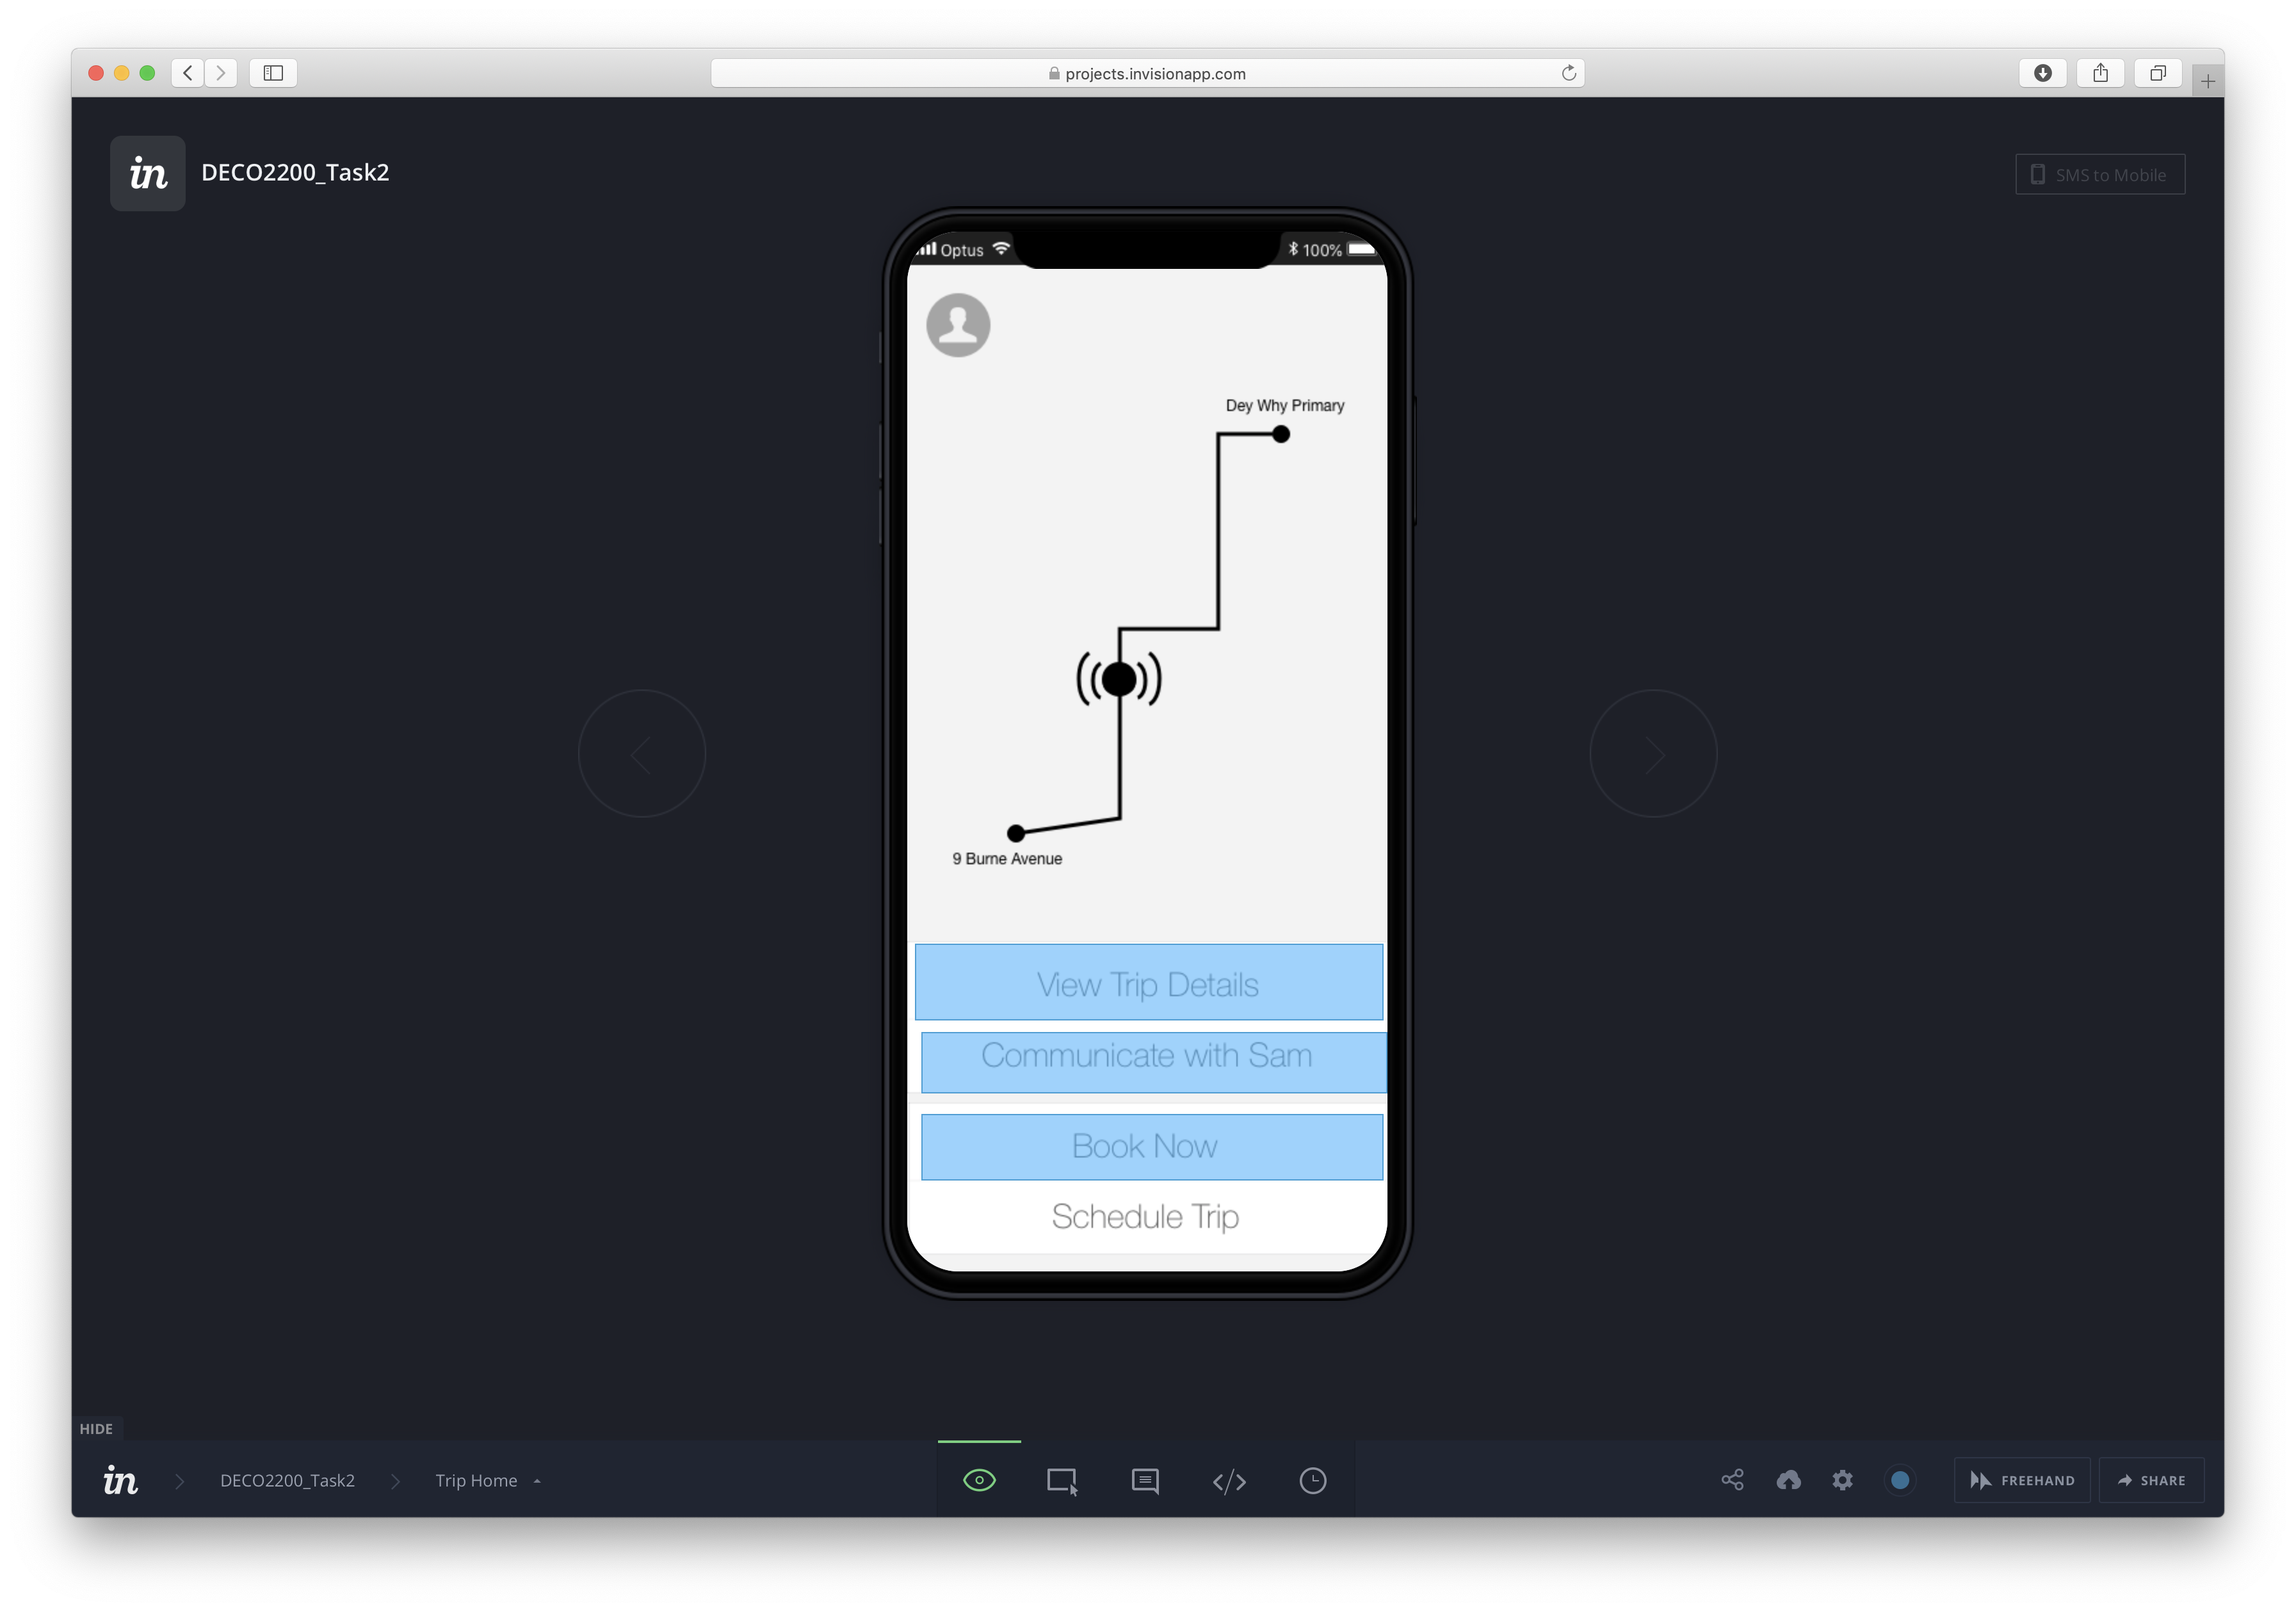 projects.invisionapp.com
in DECO2200_Task2
SMS to Mobile
Optus 100%
Dey Why Primary
9 Burne Avenue
View Trip Details
Communicate with Sam
Book Now
Schedule Trip
HIDE
in DECO2200_Task2 Trip Home FREEHAND SHARE